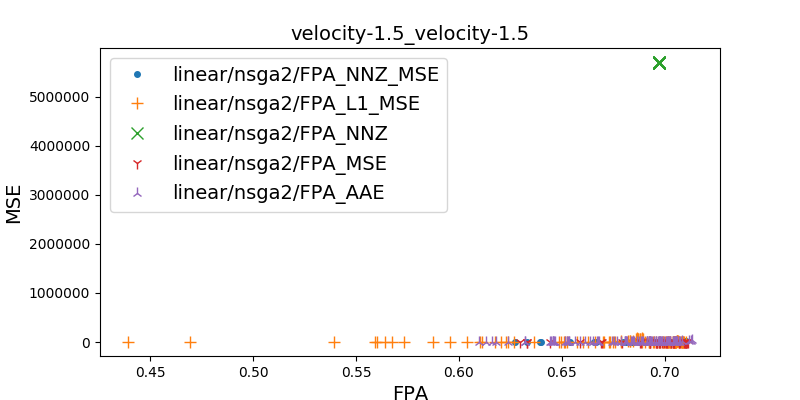 velocity-1.5_velocity-1.5
linear/nsga2/FPA_NNZ_MSE
linear/nsga2/FPA_L1_MSE
linear/nsga2/FPA_NNZ
linear/nsga2/FPA_MSE
linear/nsga2/FPA_AAE
MSE
5000000
4000000
3000000
2000000
1000000
0
0.45 0.50 0.55 0.60 0.65 0.70
FPA